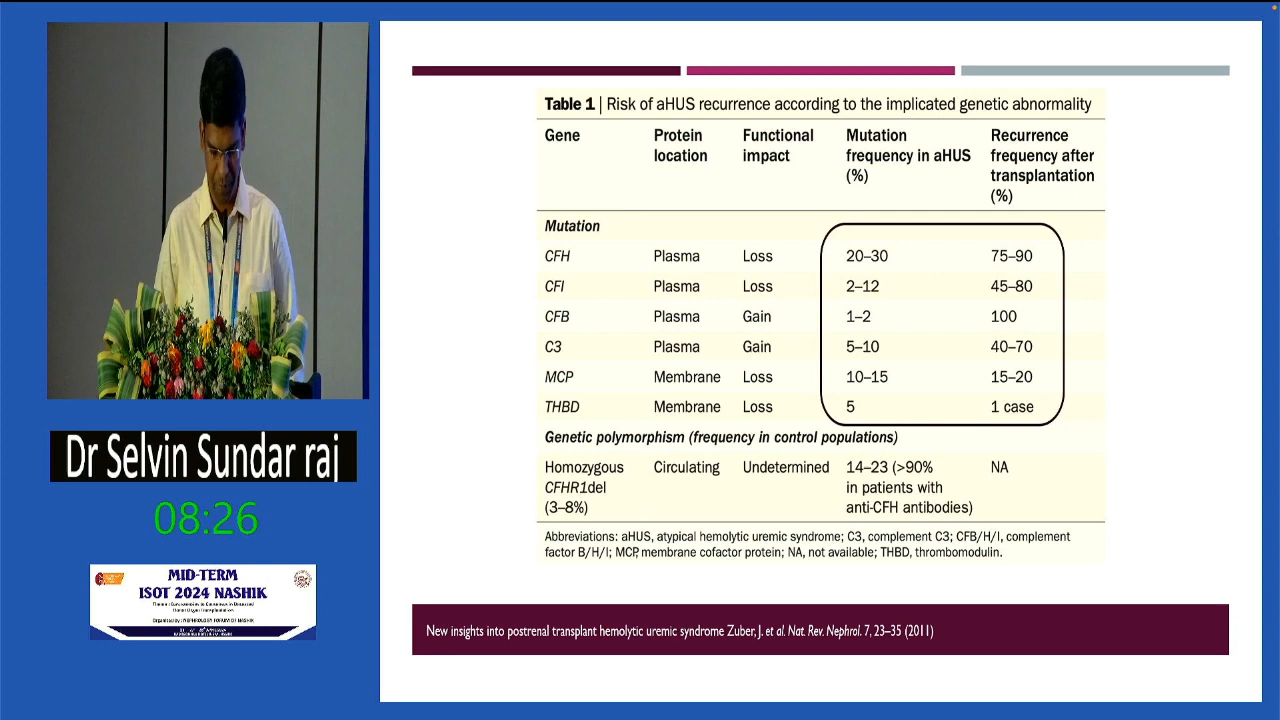 Table 1 | Risk of aHUS recurrence according to the implicated genetic abnormality
Gene Protein location Functional impact Mutation frequency in aHUS (%) Recurrence frequency after transplantation (%)
Mutation
CFH Plasma Loss 20–30 75–90
CFI Plasma Loss 2–12 45–80
CFB Plasma Gain 1–2 100
C3 Plasma Gain 5–10 40–70
MCP Membrane Loss 10–15 15–20
THBD Membrane Loss 5 1 case
Genetic polymorphism (frequency in control populations)
Homozygous CFHR1del (3–8%) Circulating Undetermined 14–23 (>90% in patients with anti-CFH antibodies) NA
Abbreviations: aHUS, atypical hemolytic uremic syndrome; C3, complement C3; CFB/H/I, complement
factor B/H/I; MCP, membrane cofactor protein; NA, not available; THBD, thrombomodulin.
New insights into postrenal transplant hemolytic uremic syndrome Zuber, J. et al. Nat. Rev. Nephrol. 7, 23–35 (2011)
Dr Selvin Sundar raj
08:26
MID-TERM
ISOT 2024 NASHIK
Organised by : NEPHROLOGY FORUM OF NASHIK